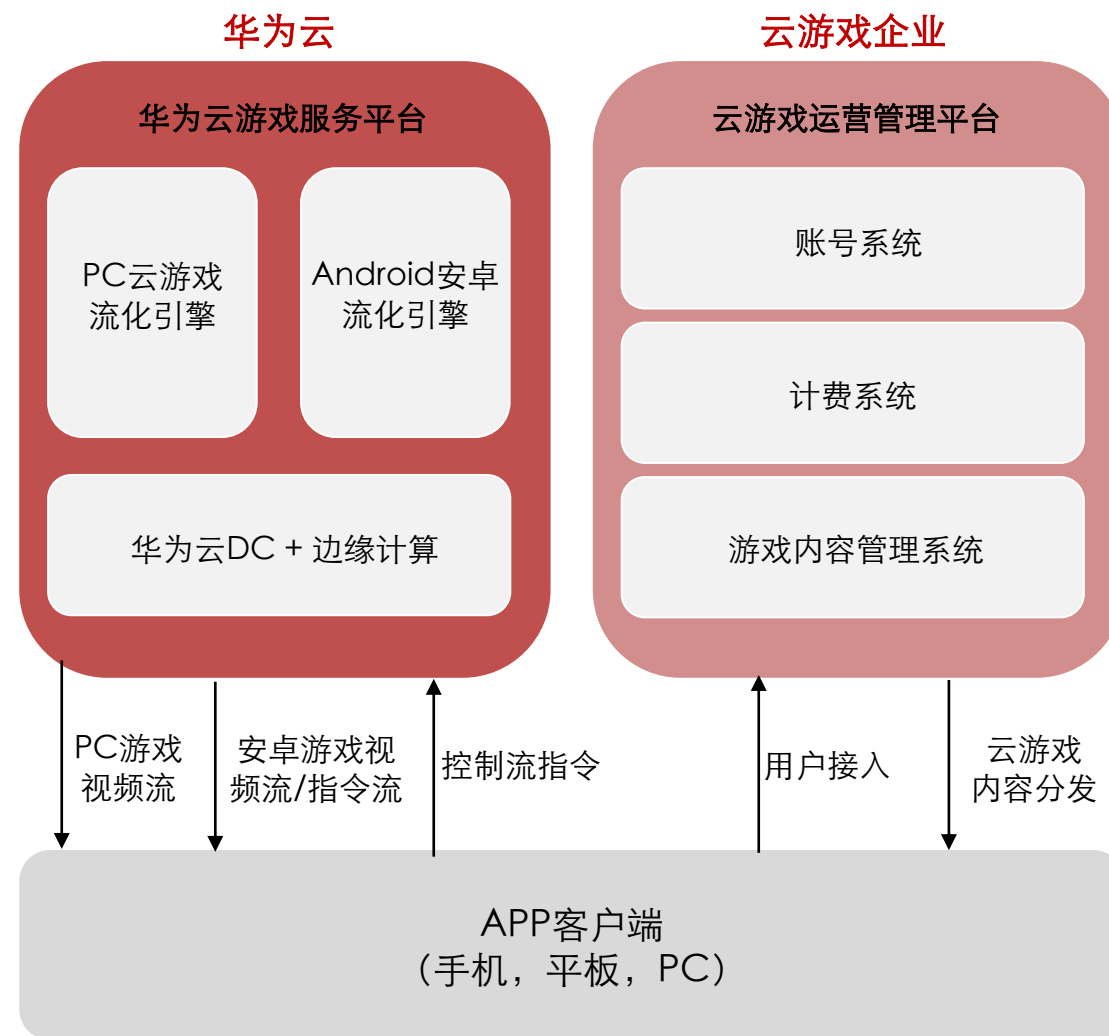 华为云
云游戏企业
华为云游戏服务平台
云游戏运营管理平台
PC云游戏
流化引擎
Android安卓
流化引擎
账号系统
计费系统
华为云DC + 边缘计算
游戏内容管理系统
PC游戏
视频流
安卓游戏视
频流/指令流
控制流指令
用户接入
云游戏
内容分发
APP客户端
（手机，平板，PC）